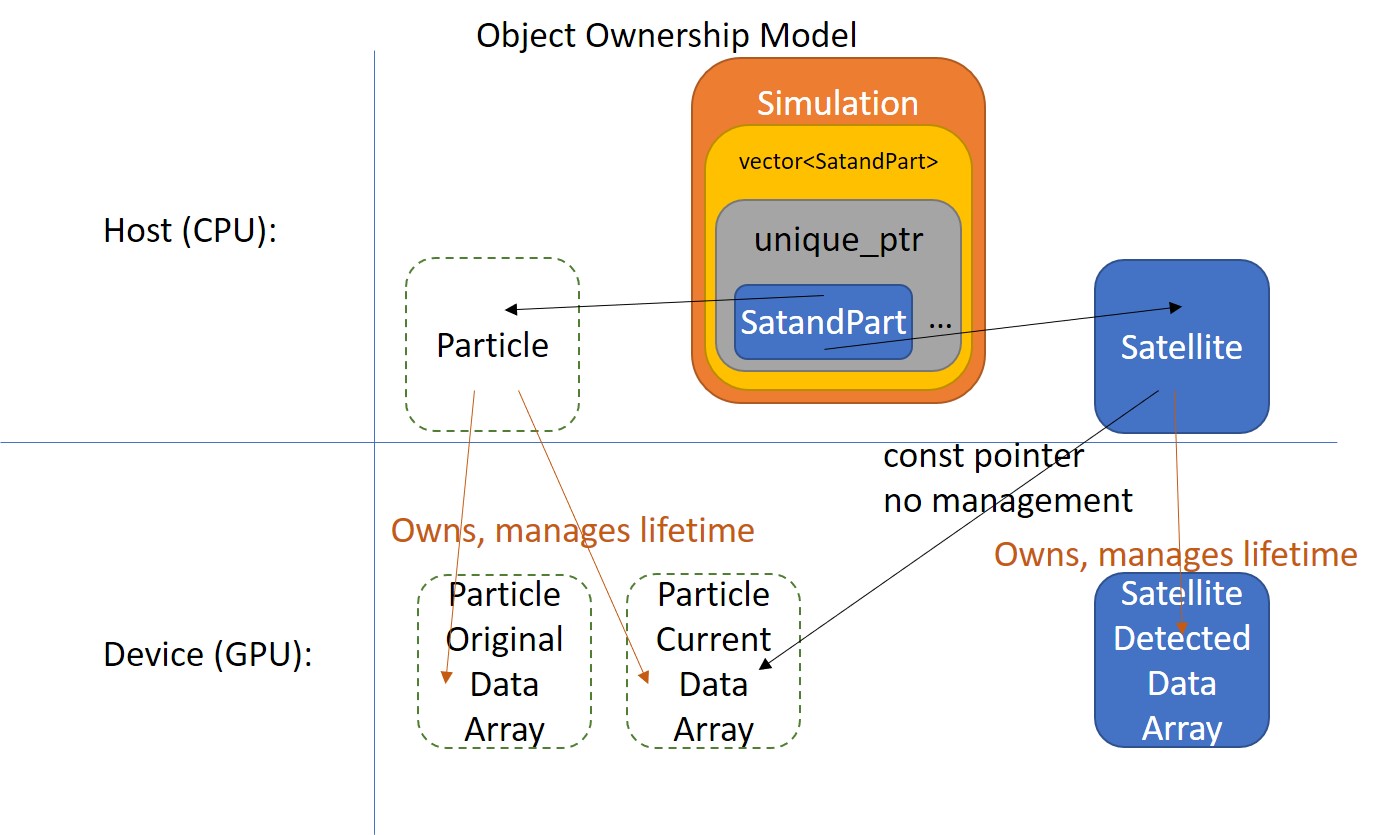 Object Ownership Model
Simulation
vector<SatandPart>
Host (CPU):
unique_ptr
SatandPart
...
Particle
Satellite
const pointer
no management
Owns, manages lifetime
Owns, manages lifetime
Device (GPU):
Particle
Original
Data
Array
Particle
Current
Data
Array
Satellite
Detected
Data
Array